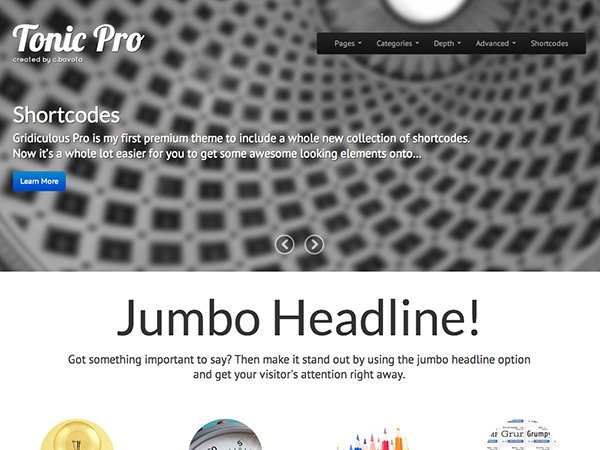 Tonic Pro
created by c.bavota
Pages Categories Depth Advanced Shortcodes
Shortcodes
Gridiculous Pro is my first premium theme to include a whole new collection of shortcodes.
Now it's a whole lot easier for you to get some awesome looking elements onto...
Learn More
Jumbo Headline!
Got something important to say? Then make it stand out by using the jumbo headline option
and get your visitor's attention right away.
Grumpy